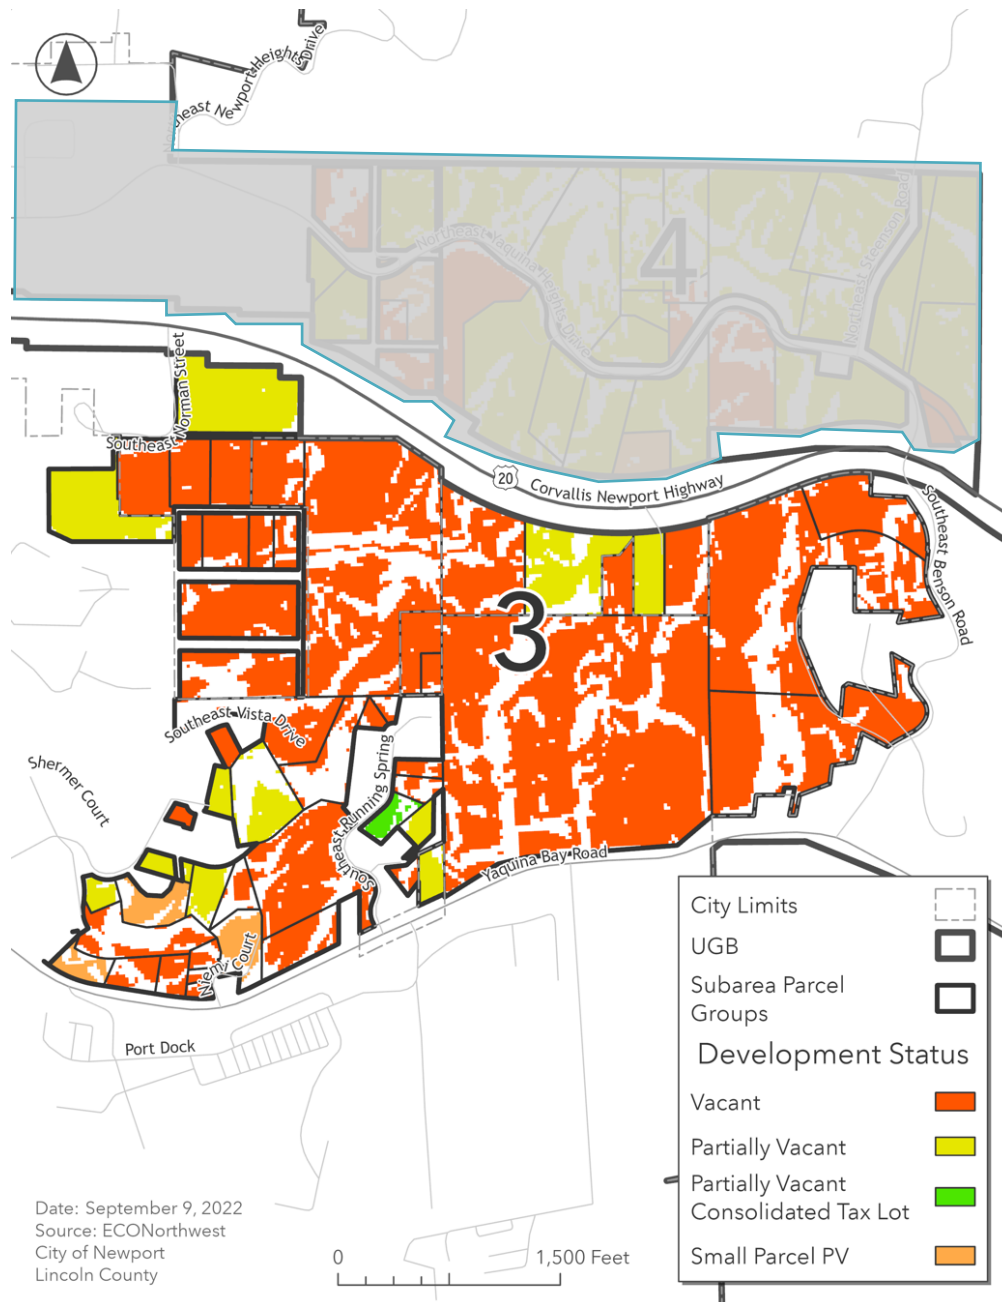 Northeast Newport Heights Drive
Northeast Yaquina Heights Drive
4
Northeast Steenson Road
Southeast Norman Street
20
Corvallis Newport Highway
Southeast Benson Road
3
Southeast Vista Drive
Shermer Court
Southeast Running Spring
Yaquina Bay Road
Niemi Court
Port Dock
City Limits
UGB
Subarea Parcel
Groups
Development Status
Vacant
Partially Vacant
Partially Vacant
Consolidated Tax Lot
Small Parcel PV
Date: September 9, 2022
Source: ECONorthwest
City of Newport
Lincoln County
0
1,500 Feet